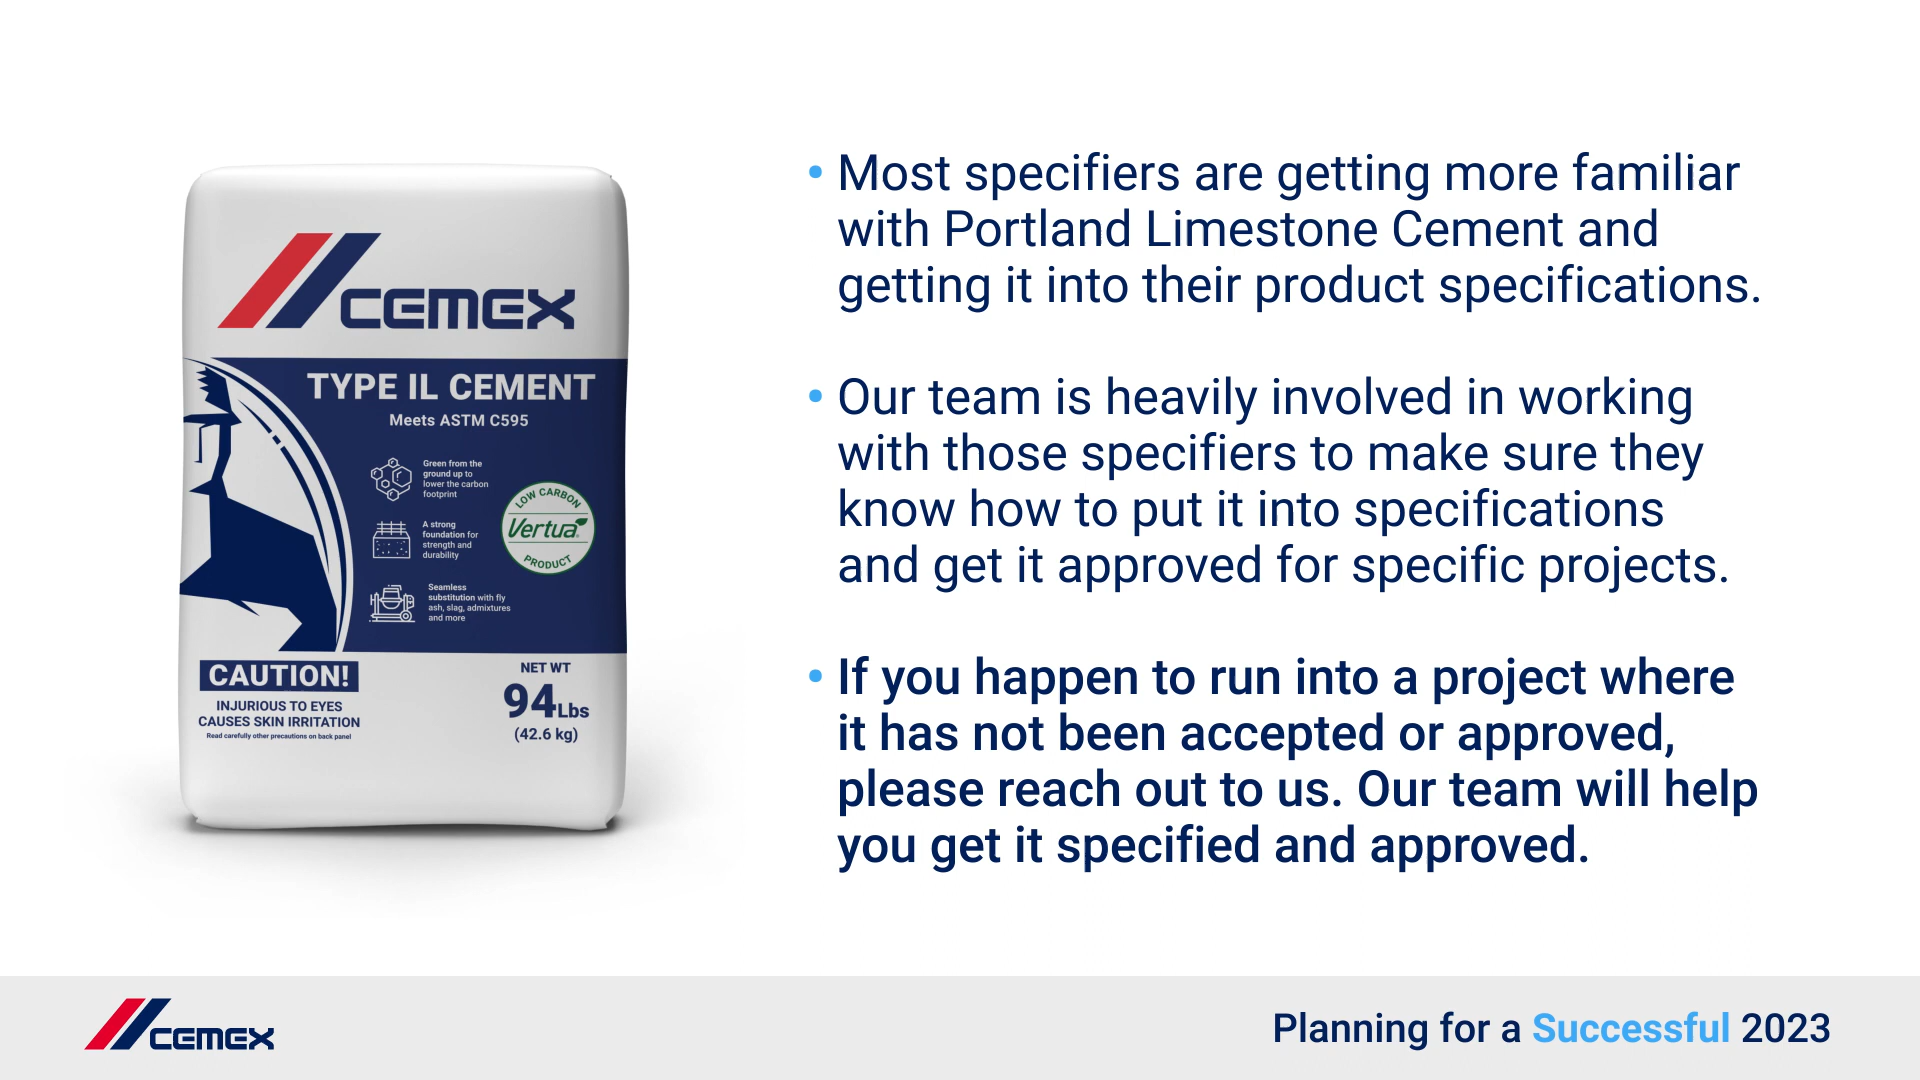 CEMEX
TYPE IL CEMENT
Meets ASTM C595
Green from the
ground up to
lower the carbon
footprint
A strong
foundation for
strength and
durability
Seamless
substitution with fly
ash, slag, admixtures
and more
LOW CARBON
Vertua
PRODUCT
CAUTION!
INJURIOUS TO EYES
CAUSES SKIN IRRITATION
Read carefully other precautions on back panel
NET WT
94Lbs
(42.6 kg)
• Most specifiers are getting more familiar
with Portland Limestone Cement and
getting it into their product specifications.
• Our team is heavily involved in working
with those specifiers to make sure they
know how to put it into specifications
and get it approved for specific projects.
• If you happen to run into a project where
it has not been accepted or approved,
please reach out to us. Our team will help
you get it specified and approved.
CEMEX
Planning for a Successful 2023